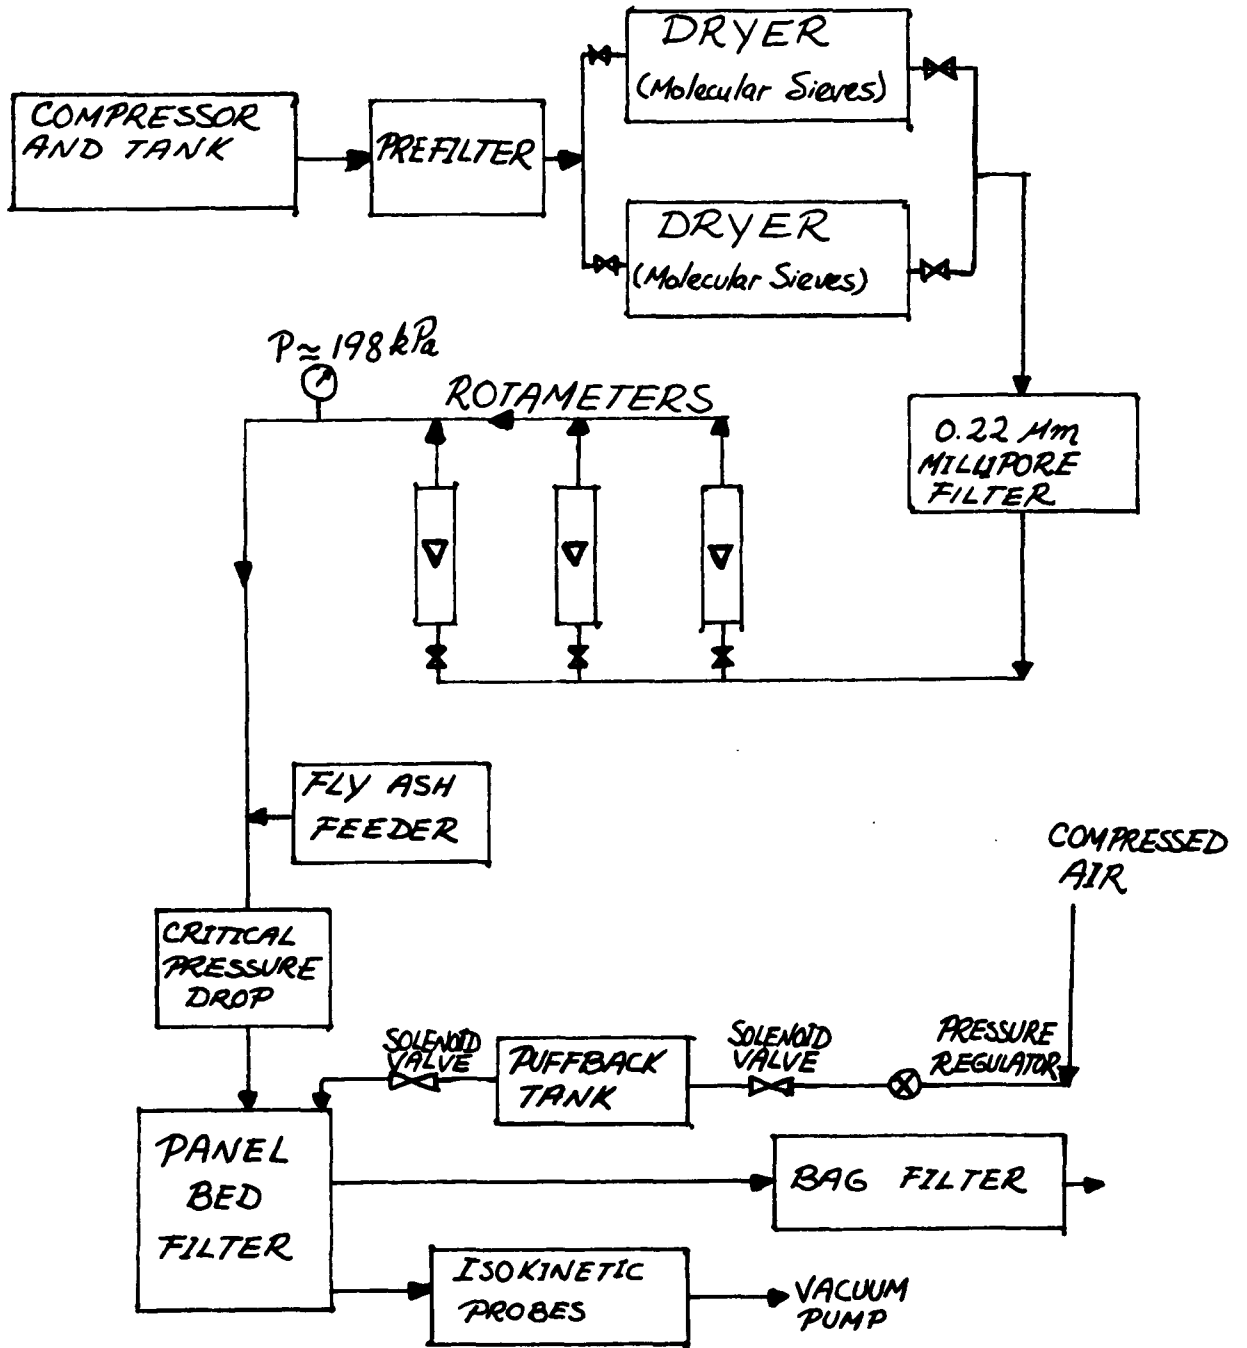 DRYER
(Molecular Sieves)
COMPRESSOR
AND TANK
PREFILTER
DRYER
(Molecular Sieves)
P≈198 kPa
ROTAMETERS
0.22 μm
MILLIPORE
FILTER
FLY ASH
FEEDER
COMPRESSED
AIR
CRITICAL
PRESSURE
DROP
SOLENOID
VALVE
PUFFBACK
TANK
SOLENOID
VALVE
PRESSURE
REGULATOR
PANEL
BED
FILTER
BAG FILTER
ISOKINETIC
PROBES
VACUUM
PUMP